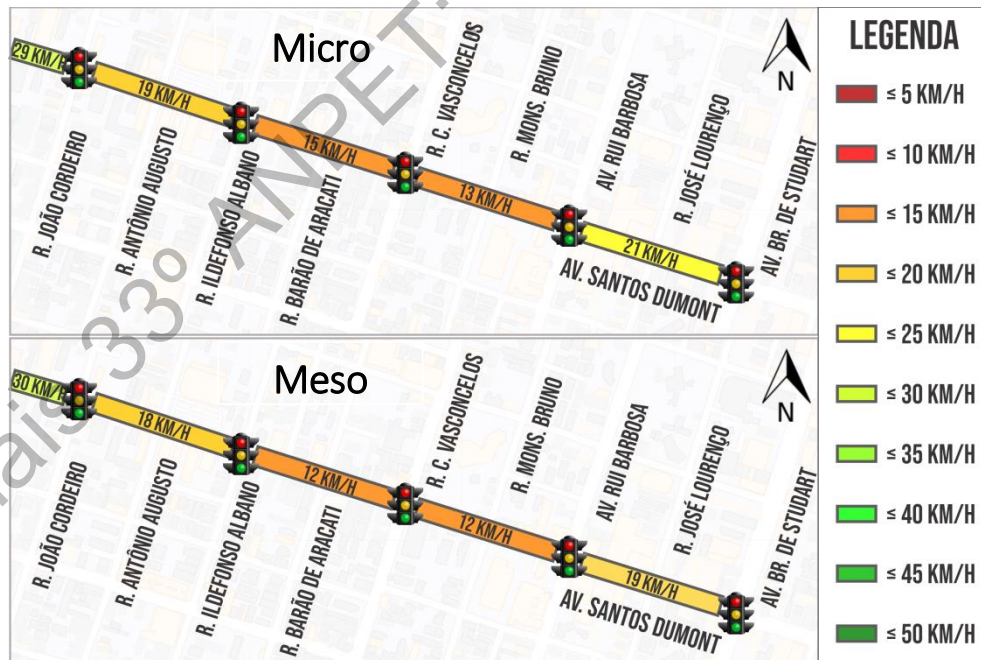 Micro
29 KM/H
19 KM/H
15 KM/H
13 KM/H
21 KM/H
R. JOÃO CORDEIRO
R. ANTÔNIO AUGUSTO
R. ILDEFONSO ALBANO
R. BARÃO DE ARACATI
R. C. VASCONCELOS
R. MONS. BRUNO
AV. RUI BARBOSA
R. JOSÉ LOURENÇO
AV. BR. DE STUDART
AV. SANTOS DUMONT
N
Meso
30 KM/H
18 KM/H
12 KM/H
12 KM/H
19 KM/H
R. JOÃO CORDEIRO
R. ANTÔNIO AUGUSTO
R. ILDEFONSO ALBANO
R. BARÃO DE ARACATI
R. C. VASCONCELOS
R. MONS. BRUNO
AV. RUI BARBOSA
R. JOSÉ LOURENÇO
AV. BR. DE STUDART
AV. SANTOS DUMONT
N
LEGENDA
≤ 5 KM/H
≤ 10 KM/H
≤ 15 KM/H
≤ 20 KM/H
≤ 25 KM/H
≤ 30 KM/H
≤ 35 KM/H
≤ 40 KM/H
≤ 45 KM/H
≤ 50 KM/H
33º ANPET